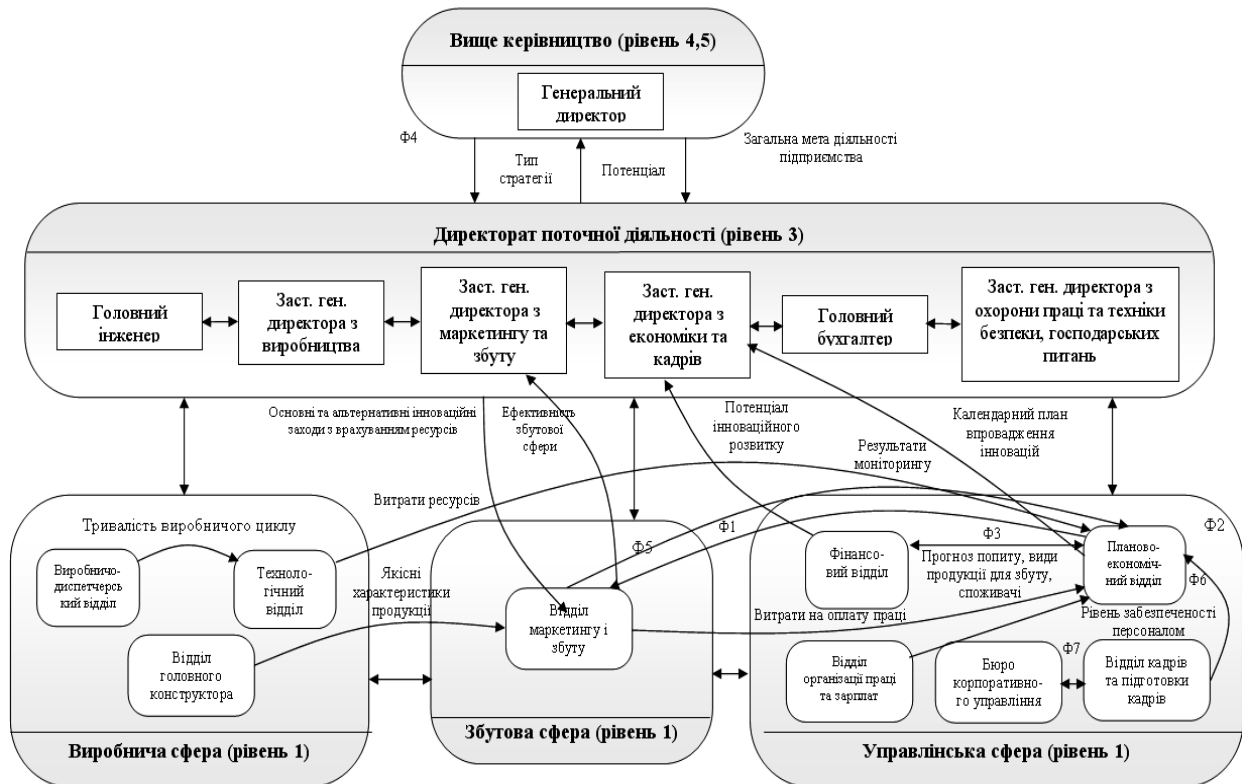 Вище керівництво (рівень 4,5)
Генеральний
директор
Ф4
Тип
стратегії
Потенціал
Загальна мета діяльності
підприємства
Директорат поточної діяльності (рівень 3)
Головний
інженер
Заст. ген.
директора з
виробництва
Заст. ген.
директора з
маркетингу та
збуту
Заст. ген.
директора з
економіки та
кадрів
Головний
бухгалтер
Заст. ген. директора з
охорони праці та техніки
безпеки, господарських
питань
Основні та альтернативні інноваційні
заходи з врахуванням ресурсів
Ефективність
збутової
сфери
Потенціал
інноваційного
розвитку
Результати
моніторингу
Календарний план
впровадження
інновацій
Витрати ресурсів
Тривалість виробничого циклу
Виробничо-
диспетчерсь
кий відділ
Техноло-
гічний
відділ
Якісні
характеристики
продукції
Відділ
головного
конструктора
Виробнича сфера (рівень 1)
Ф1
Ф5
Відділ
маркетингу і
збуту
Збутова сфера (рівень 1)
Ф2
Ф3
Фінансо-
вий відділ
Прогноз попиту, види
продукції для збуту,
споживачі
Планово-
економіч-
ний відділ
Ф6
Витрати на оплату праці
Рівень забезпеченості
персоналом
Ф7
Відділ
організації праці
та зарплат
Бюро
корпоративно-
го управління
Відділ кадрів
та підготовки
кадрів
Управлінська сфера (рівень 1)